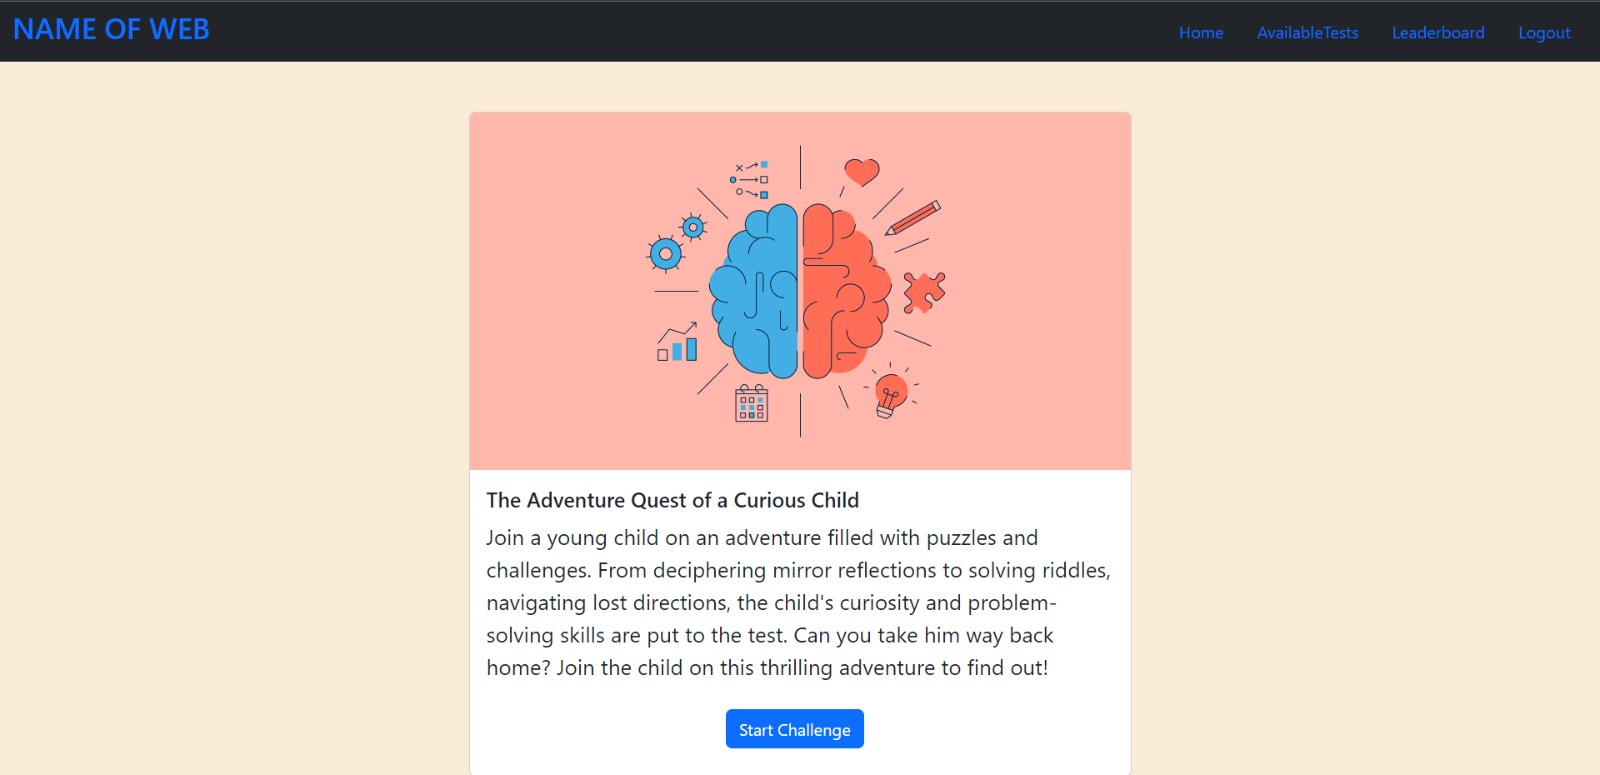 NAME OF WEB
Home AvailableTests Leaderboard Logout
The Adventure Quest of a Curious Child
Join a young child on an adventure filled with puzzles and
challenges. From deciphering mirror reflections to solving riddles,
navigating lost directions, the child's curiosity and problem-
solving skills are put to the test. Can you take him way back
home? Join the child on this thrilling adventure to find out!
Start Challenge